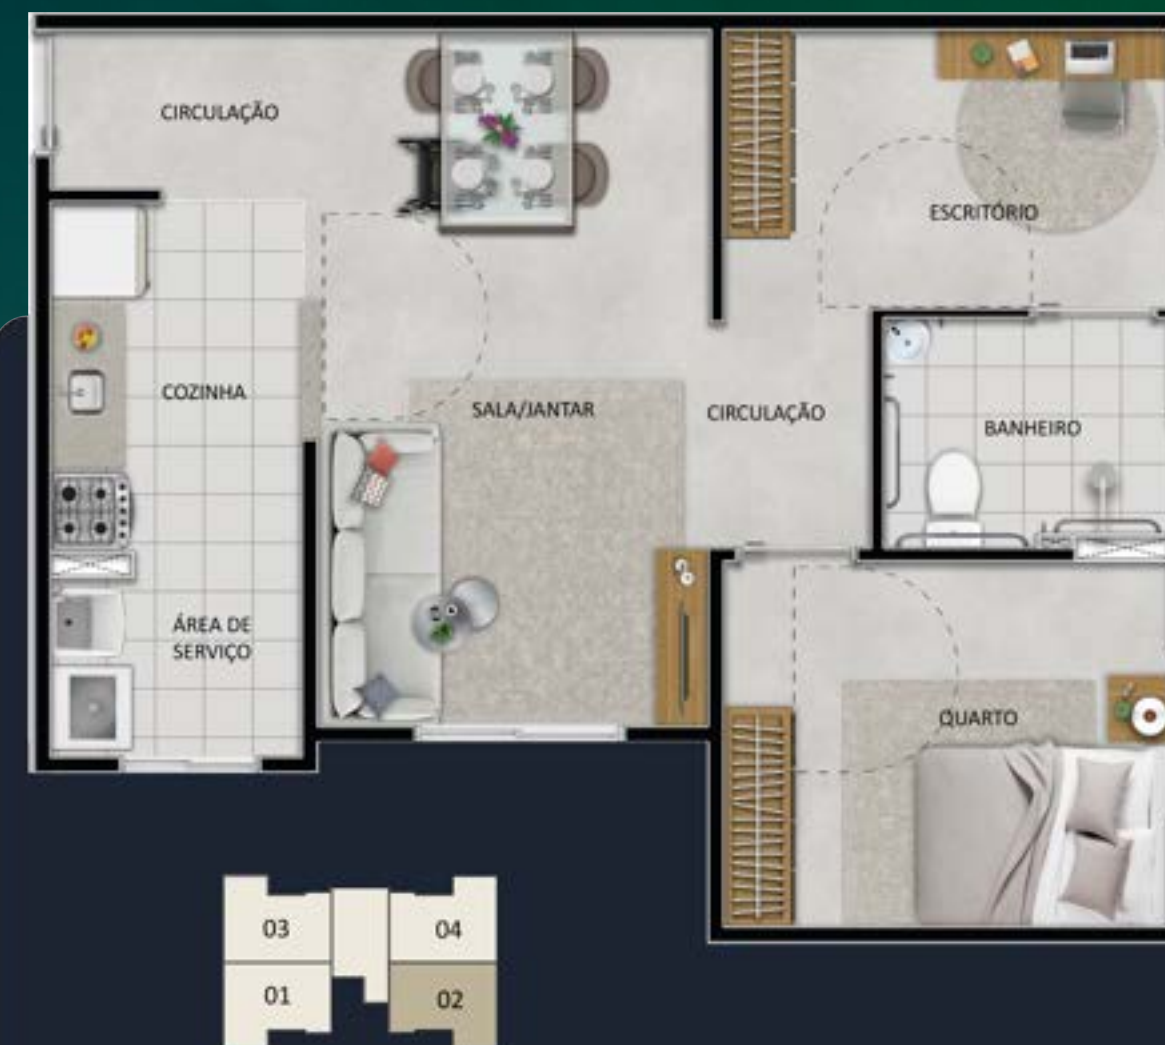 CIRCULAÇÃO
ESCRITÓRIO
COZINHA
SALA/JANTAR
CIRCULAÇÃO
BANHEIRO
ÁREA DE
SERVIÇO
QUARTO
03
04
01
02